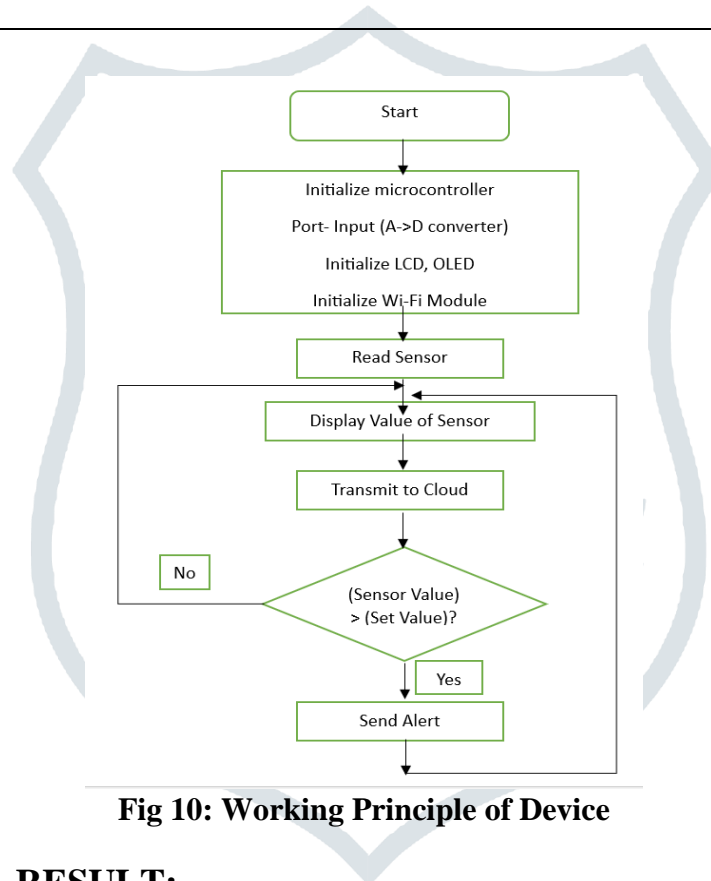 Start
Initialize microcontroller
Port- Input (A->D converter)
Initialize LCD, OLED
Initialize Wi-Fi Module
Read Sensor
Display Value of Sensor
Transmit to Cloud
No
(Sensor Value)
> (Set Value)?
Yes
Send Alert
Fig 10: Working Principle of Device
RESULT: